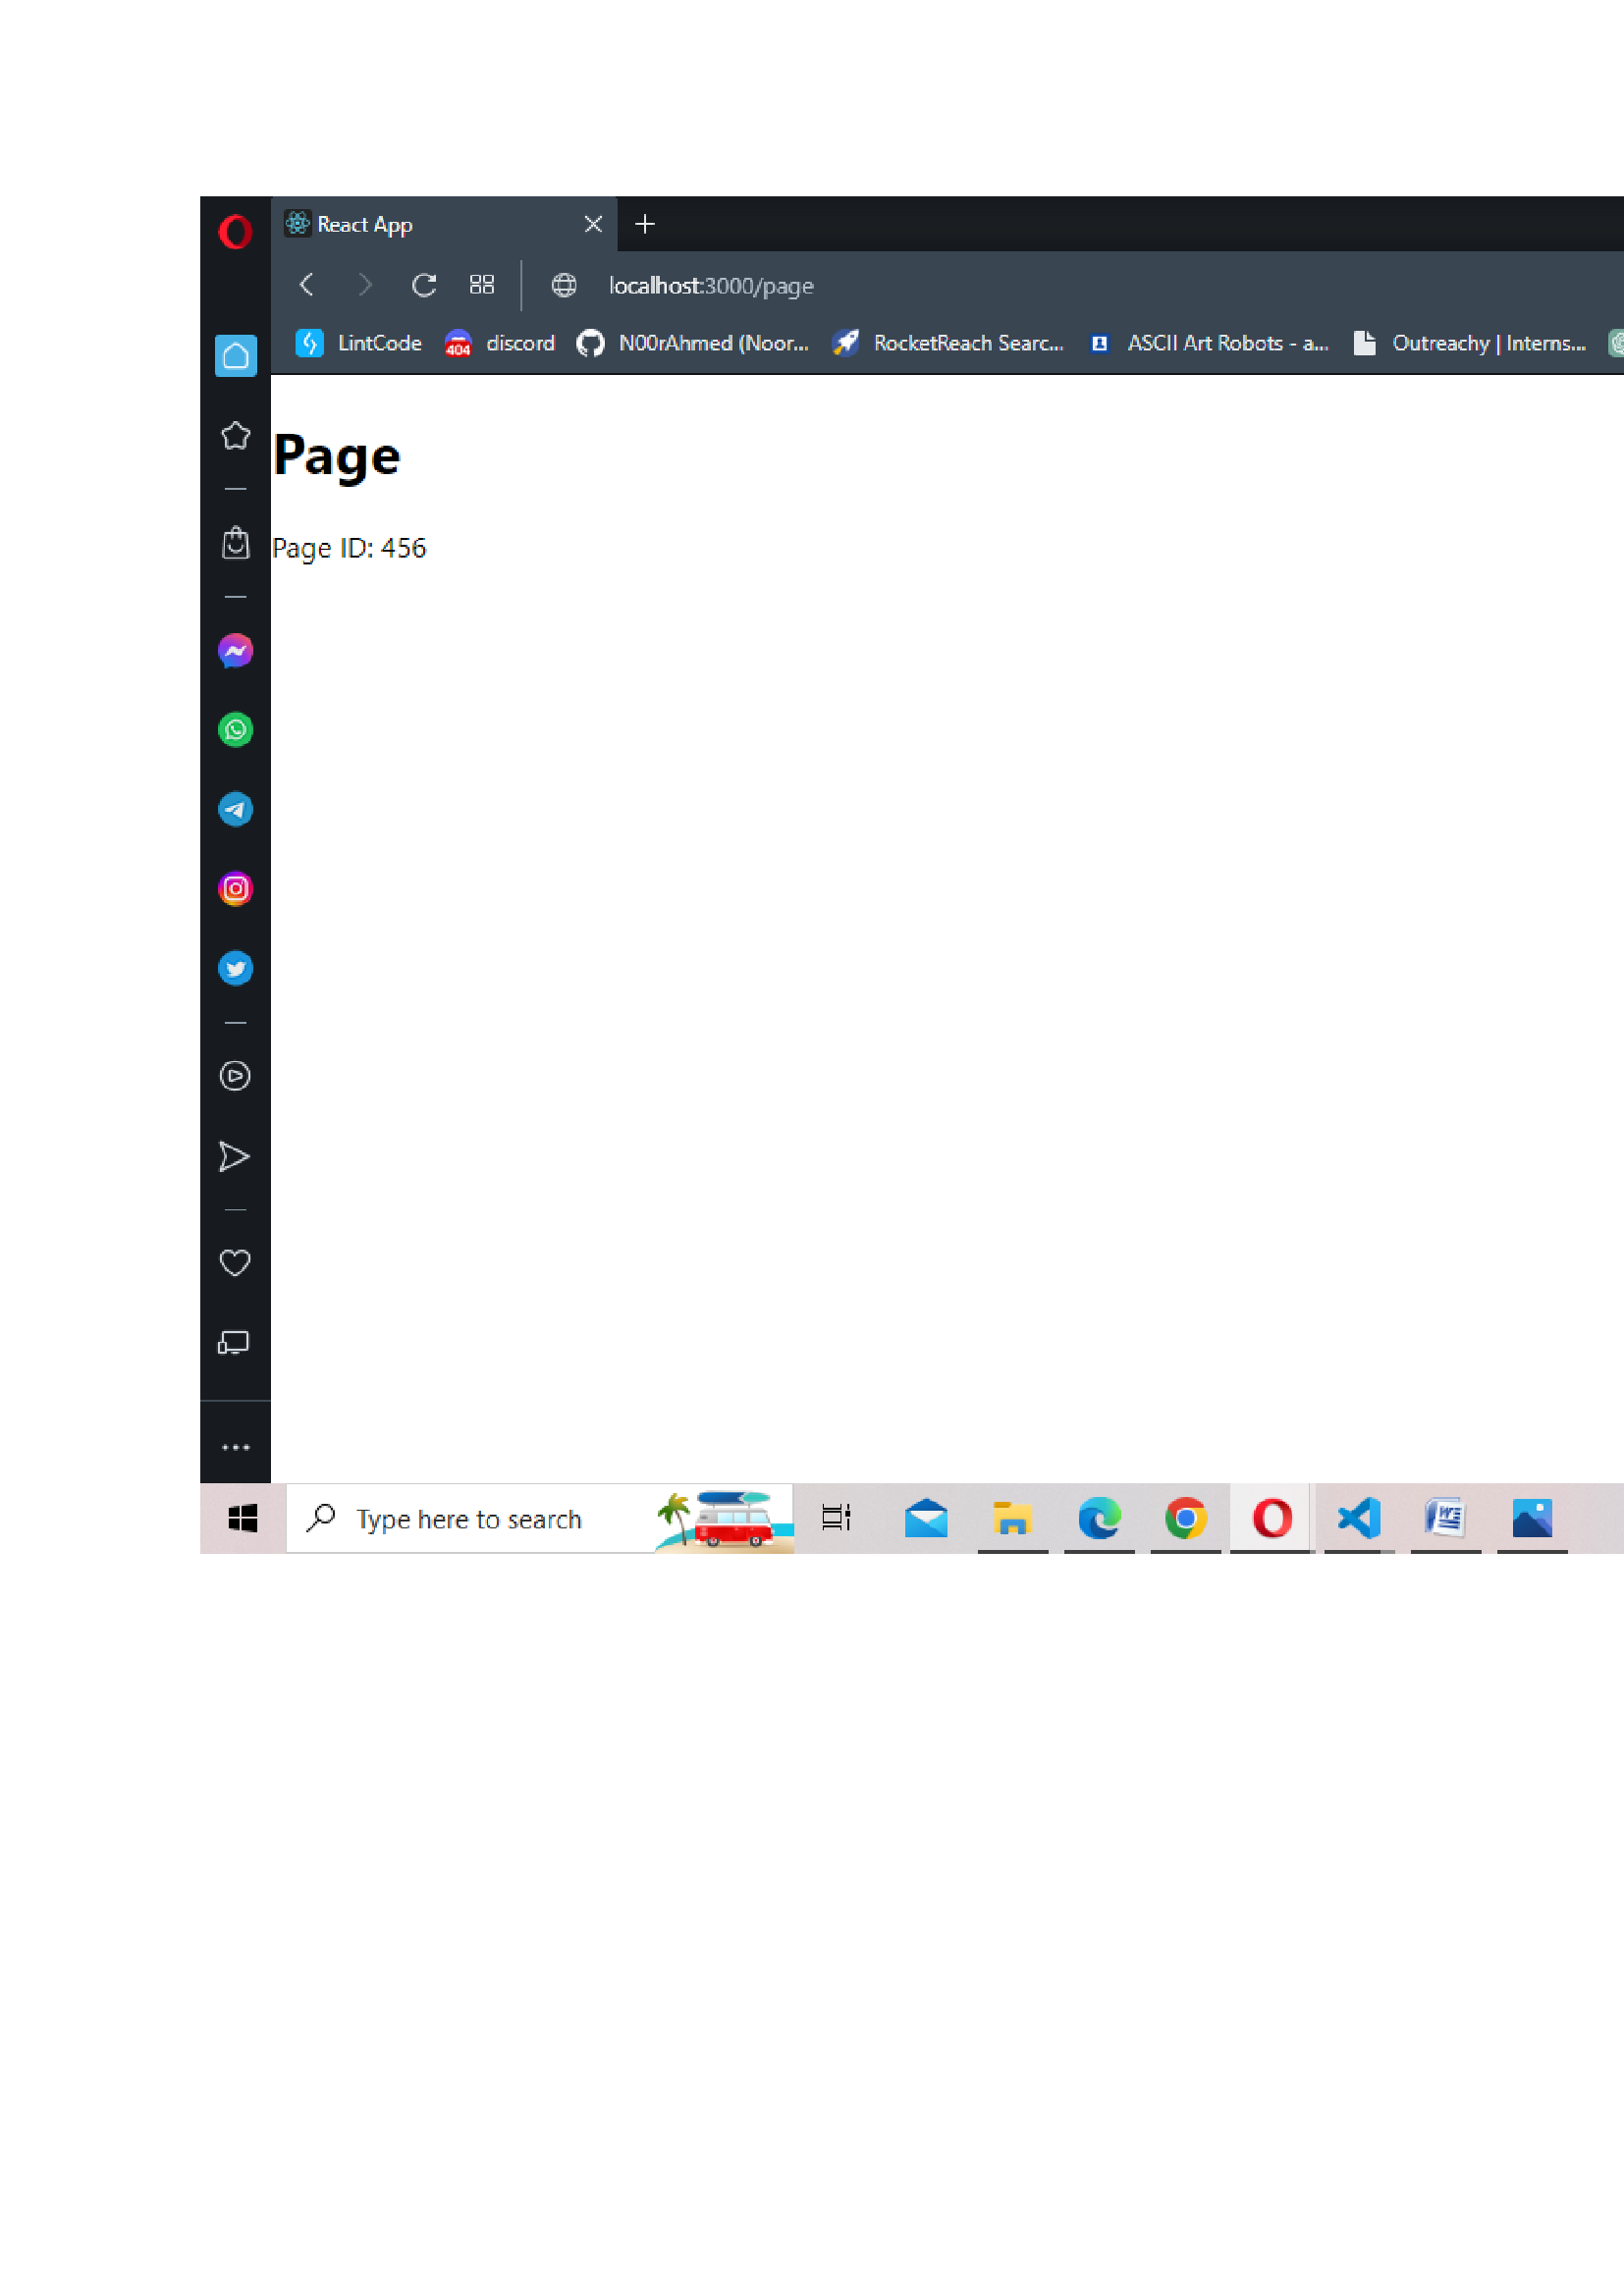 React App
localhost:3000/page
LintCode 404 discord N00rAhmed (Noor... RocketReach Searc... ASCII Art Robots - a... Outreachy | Interns...
Page
Page ID: 456
Type here to search